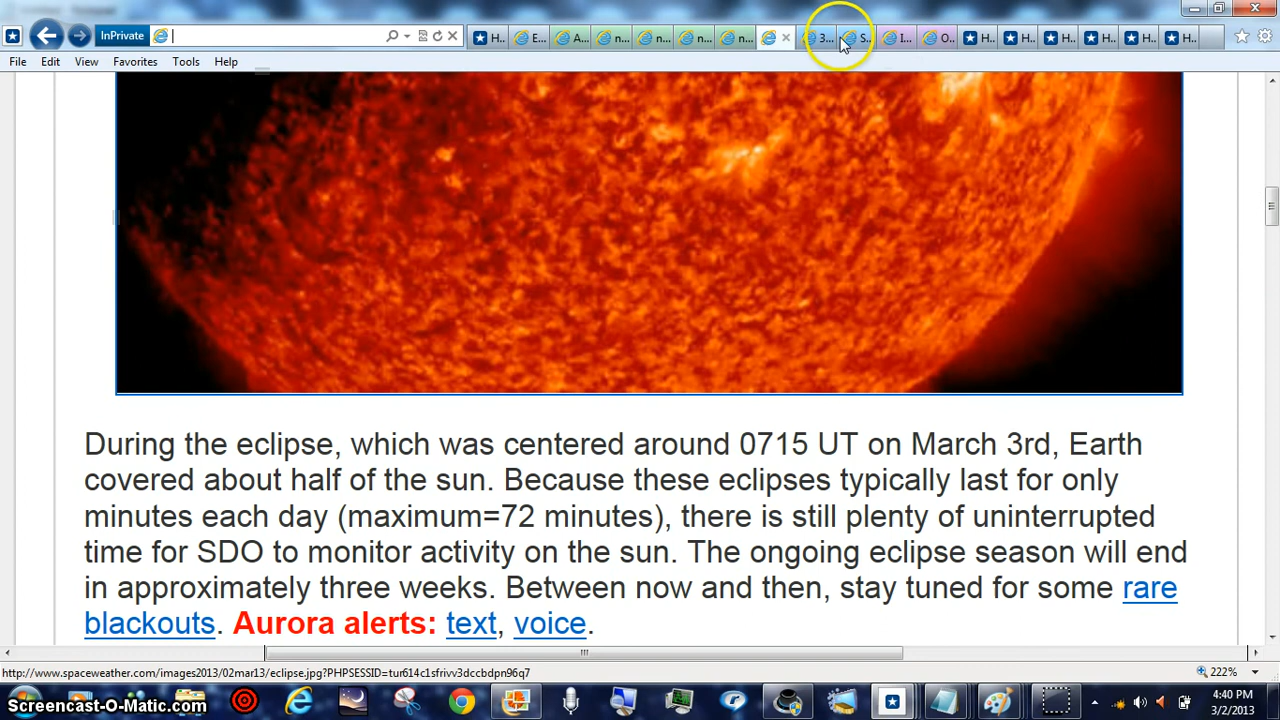 InPrivate
H.. E.. A.. n.. n.. n.. n.. 3... S.. I... O.. H.. H.. H.. H.. H.. H..
File Edit View Favorites Tools Help
During the eclipse, which was centered around 0715 UT on March 3rd, Earth
covered about half of the sun. Because these eclipses typically last for only
minutes each day (maximum=72 minutes), there is still plenty of uninterrupted
time for SDO to monitor activity on the sun. The ongoing eclipse season will end
in approximately three weeks. Between now and then, stay tuned for some rare
blackouts. Aurora alerts: text, voice.
http://www.spaceweather.com/images2013/02mar13/eclipse.jpg?PHPSESSID=tur614c1sfrivv3dccbdpn96q7
222%
Screencast-O-Matic.com
4:40 PM
3/2/2013